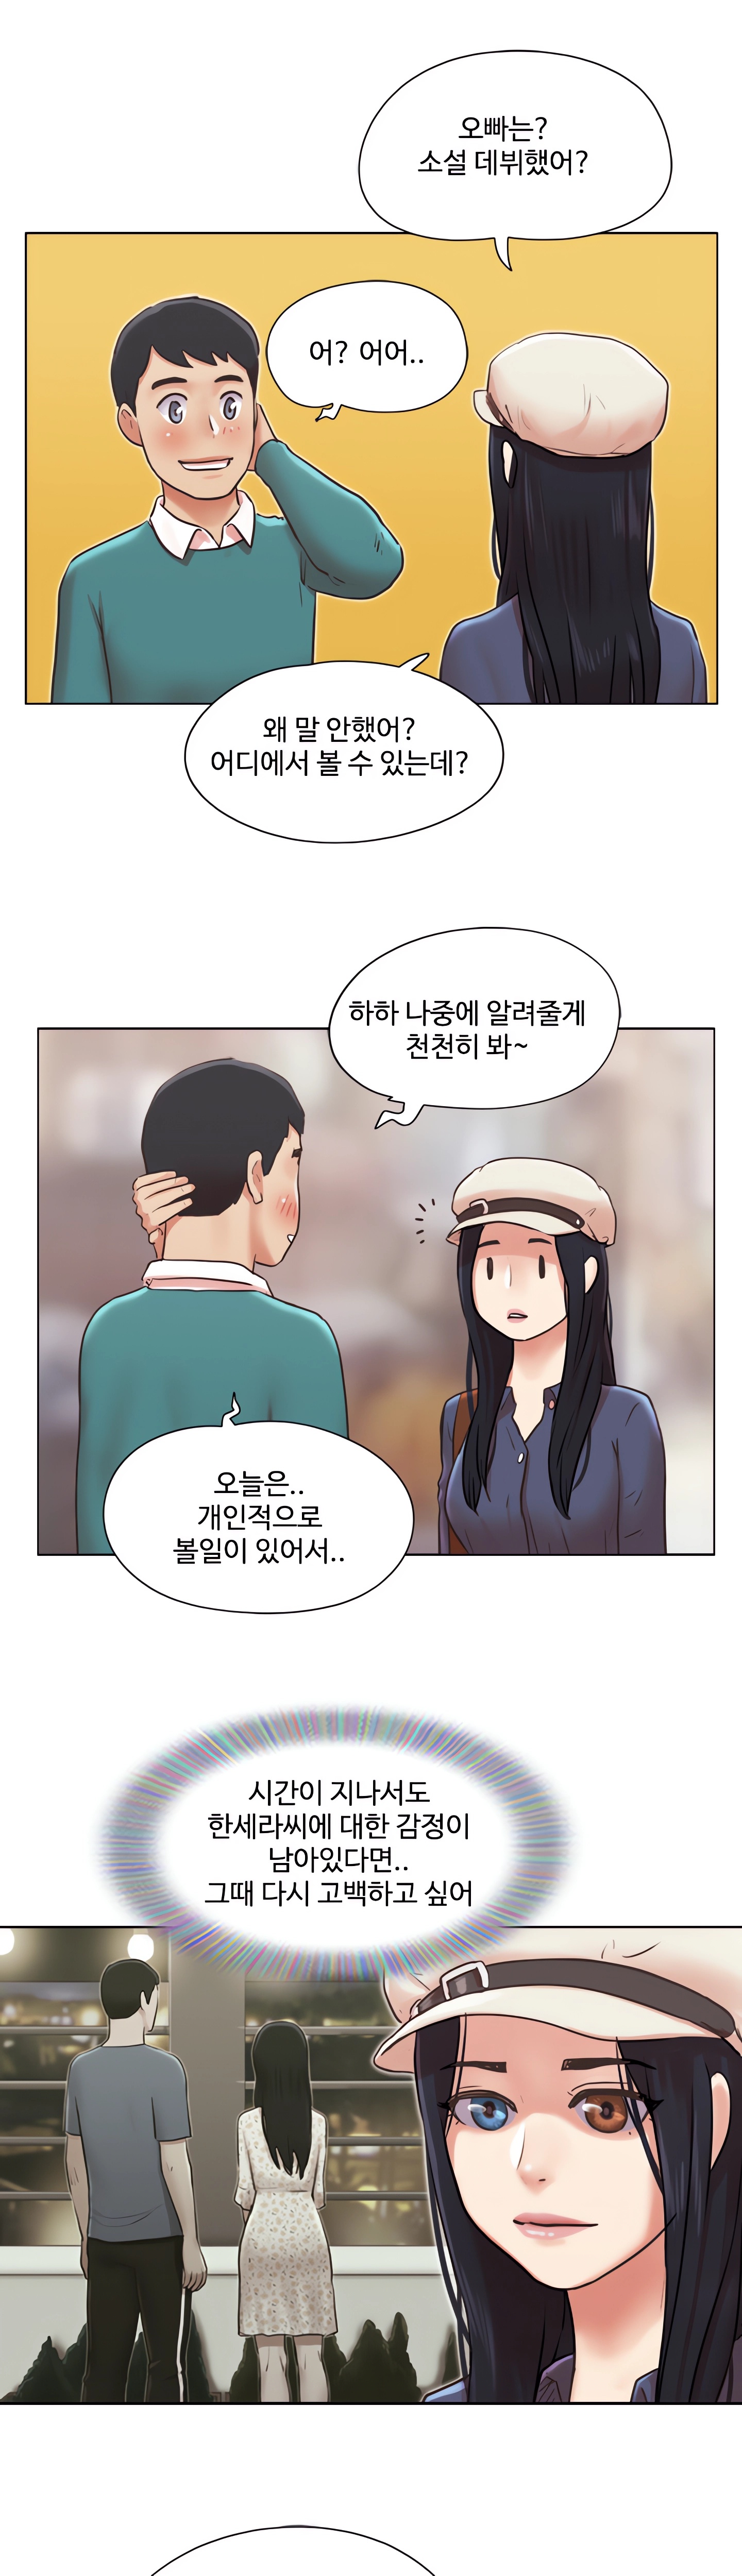 오빠는?
소설 데뷔했어?
어? 어어..
왜 말 안했어?
어디에서 볼 수 있는데?
하하 나중에 알려줄게
천천히 봐~
오늘은..
개인적으로
볼일이 있어서..
시간이 지나서도
한세라씨에 대한 감정이
남아있다면..
그때 다시 고백하고 싶어